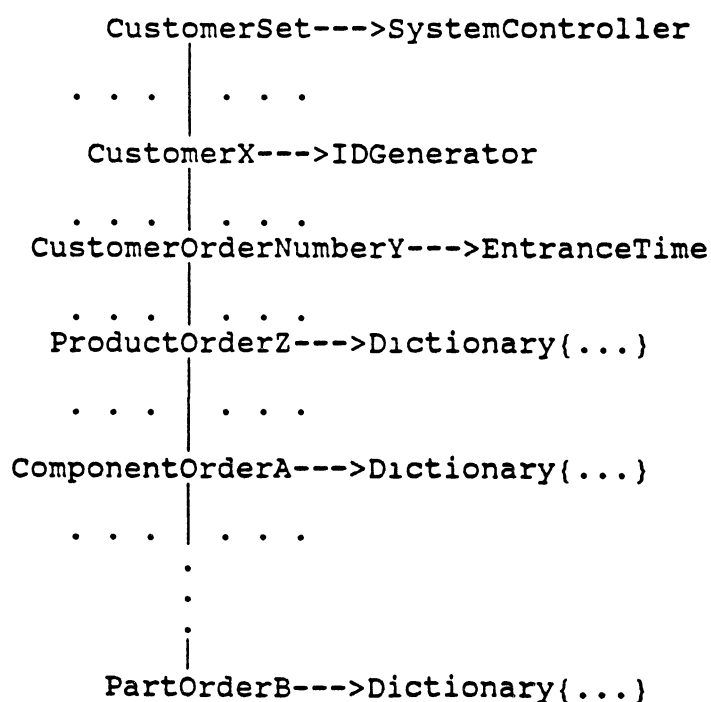 CustomerSet--->SystemController
. . . | . . .
CustomerX--->IDGenerator
. . . | . . .
CustomerOrderNumberY--->EntranceTime
. . . | . . .
ProductOrderZ--->Dictionary{...}
. . . | . . .
ComponentOrderA--->Dictionary{...}
. . . | . . .
.
.
.
|
PartOrderB--->Dictionary{...}